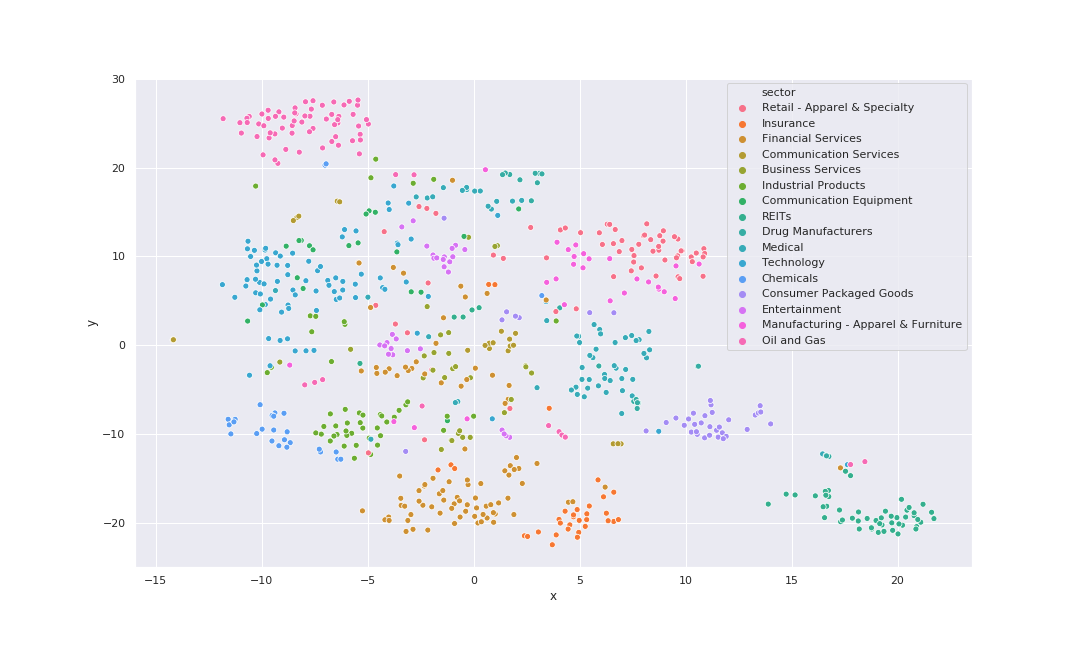 30
20
10
0
−10
−20
y
−15
−10
−5
0
5
10
15
20
x
sector
Retail - Apparel & Specialty
Insurance
Financial Services
Communication Services
Business Services
Industrial Products
Communication Equipment
REITs
Drug Manufacturers
Medical
Technology
Chemicals
Consumer Packaged Goods
Entertainment
Manufacturing - Apparel & Furniture
Oil and Gas